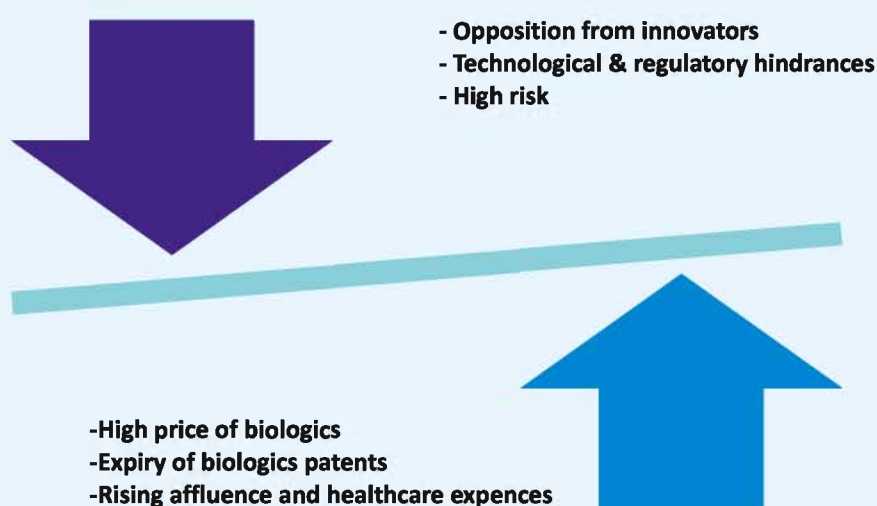 - Opposition from innovators
- Technological & regulatory hindrances
- High risk
-High price of biologics
-Expiry of biologics patents
-Rising affluence and healthcare expences